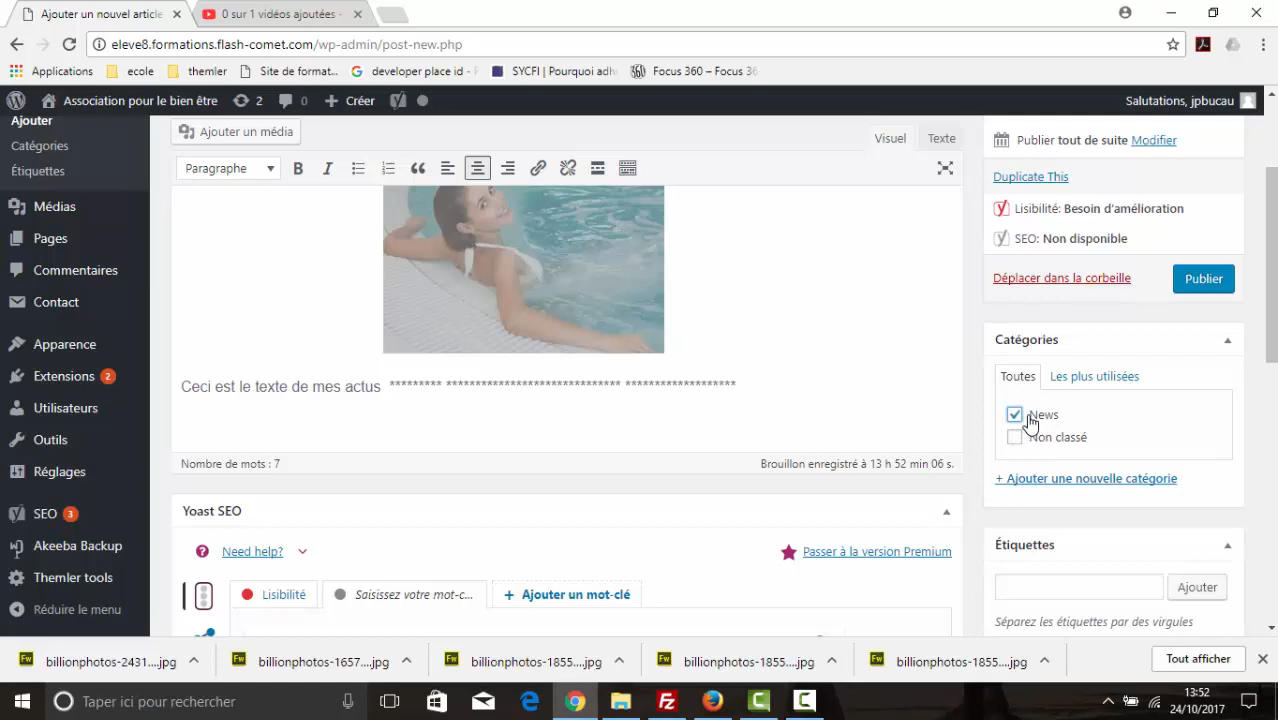 Ajouter un nouvel article
0 sur 1 vidéos ajoutées -
eleve8.formations.flash-comet.com/wp-admin/post-new.php
Applications
ecole
themler
Site de format...
developer place id -
SYCFI | Pourquoi adh
Focus 360 – Focus 36
Association pour le bien être
2
0
Créer
Salutations, jpbucau
Ajouter
Catégories
Étiquettes
Médias
Pages
Commentaires
Contact
Apparence
Extensions 2
Utilisateurs
Outils
Réglages
SEO 3
Akeeba Backup
Themler tools
Réduire le menu
Ajouter un média
Visuel
Texte
Paragraphe
B
I
Ceci est le texte de mes actus ********* ****************************** *******************
Nombre de mots : 7
Brouillon enregistré à 13 h 52 min 06 s.
Yoast SEO
Need help?
Passer à la version Premium
Lisibilité
Saisissez votre mot-c...
+ Ajouter un mot-clé
Publier tout de suite Modifier
Duplicate This
Lisibilité: Besoin d'amélioration
SEO: Non disponible
Déplacer dans la corbeille
Publier
Catégories
Toutes
Les plus utilisées
News
Non classé
+ Ajouter une nouvelle catégorie
Étiquettes
Ajouter
Séparez les étiquettes par des virgules
billionphotos-2431....jpg
billionphotos-1657....jpg
billionphotos-1855....jpg
billionphotos-1855....jpg
billionphotos-1855....jpg
Tout afficher
Taper ici pour rechercher
13:52
24/10/2017